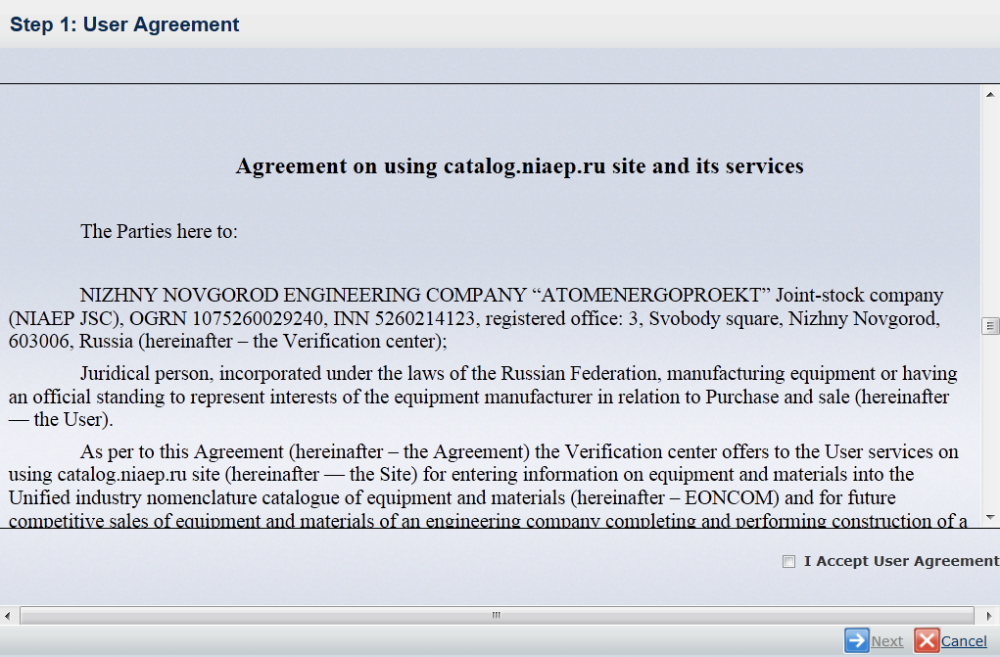 Step 1: User Agreement
Agreement on using catalog.niaep.ru site and its services
The Parties here to:
NIZHNY NOVGOROD ENGINEERING COMPANY “ATOMENERGOPROEKT” Joint-stock company
(NIAEP JSC), OGRN 1075260029240, INN 5260214123, registered office: 3, Svobody square, Nizhny Novgorod,
603006, Russia (hereinafter – the Verification center);
Juridical person, incorporated under the laws of the Russian Federation, manufacturing equipment or having
an official standing to represent interests of the equipment manufacturer in relation to Purchase and sale (hereinafter
— the User).
As per to this Agreement (hereinafter – the Agreement) the Verification center offers to the User services on
using catalog.niaep.ru site (hereinafter — the Site) for entering information on equipment and materials into the
Unified industry nomenclature catalogue of equipment and materials (hereinafter – EONCOM) and for future
competitive sales of equipment and materials of an engineering company completing and performing construction of a
I Accept User Agreement
Next Cancel